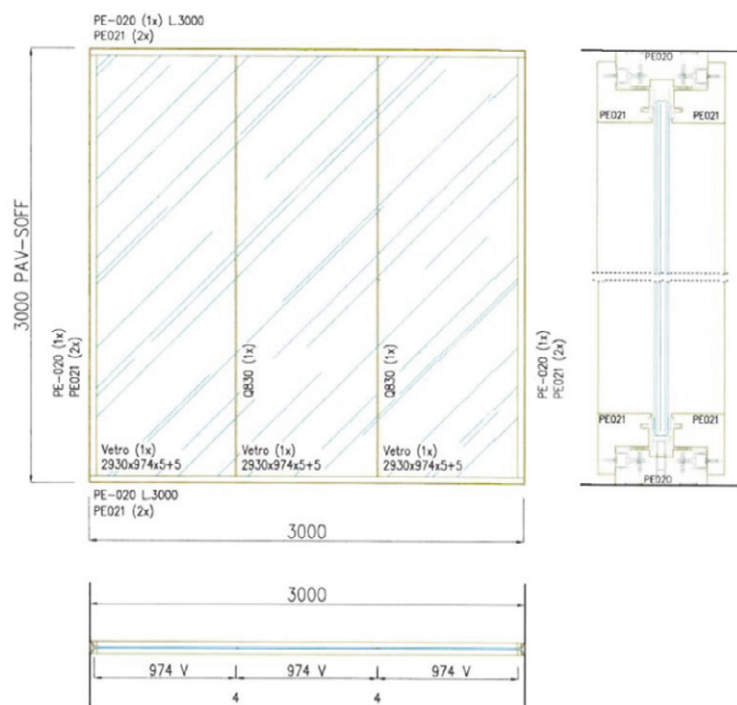 PE-020 (1x) L.3000
PE021 (2x)
3000 PAV-SOFF
PE-020 (1x)
PE021 (2x)
Q830 (1x)
Q830 (1x)
PE-020 (1x)
PE021 (2x)
Vetro (1x)
2930x974x5+5
Vetro (1x)
2930x974x5+5
Vetro (1x)
2930x974x5+5
PE-020 L.3000
PE021 (2x)
3000
PE020
PE021
PE021
PE021
PE021
PE020
3000
974 V
974 V
974 V
4
4